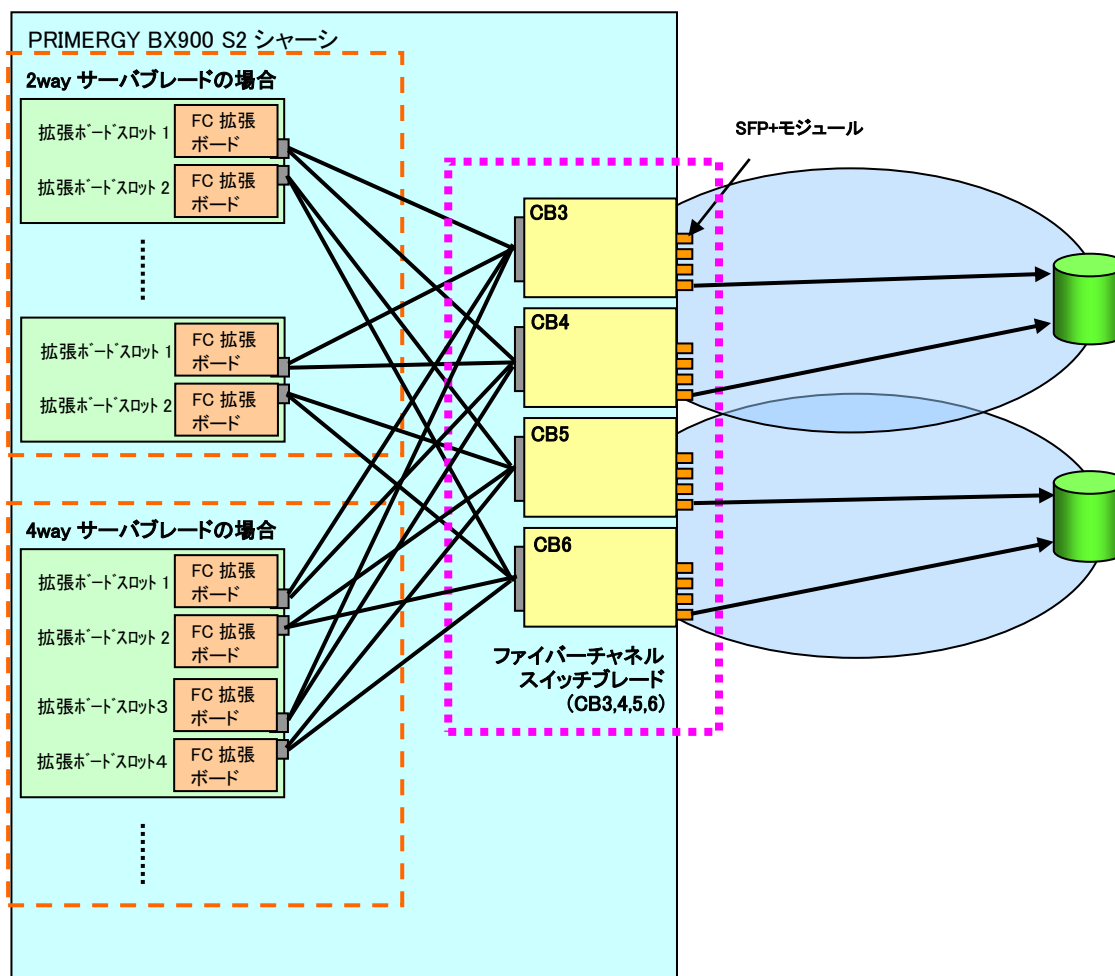 PRIMERGY BX900 S2 シャーシ
2way サーバブレードの場合
拡張ボードスロット 1
FC 拡張
ボード
拡張ボードスロット 2
FC 拡張
ボード
拡張ボードスロット 1
FC 拡張
ボード
拡張ボードスロット 2
FC 拡張
ボード
4way サーバブレードの場合
拡張ボードスロット 1
FC 拡張
ボード
拡張ボードスロット 2
FC 拡張
ボード
拡張ボードスロット3
FC 拡張
ボード
拡張ボードスロット4
FC 拡張
ボード
CB3
CB4
CB5
CB6
ファイバーチャネル
スイッチブレード
(CB3,4,5,6)
SFP+モジュール